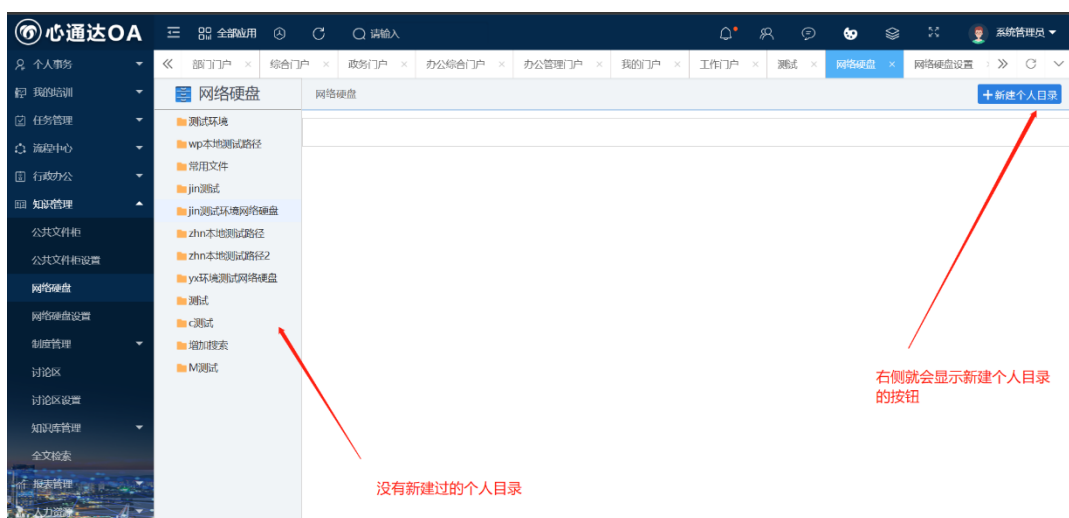 心通达OA
全部应用
请输入
系统管理员
个人事务
部门门户
综合门户
政务门户
办公综合门户
办公管理门户
我的门户
工作门户
测试
网络硬盘
网络硬盘设置
我的培训
任务管理
流程中心
行政办公
知识管理
公共文件柜
公共文件柜设置
网络硬盘
网络硬盘设置
制度管理
讨论区
讨论区设置
知识库管理
全文检索
报表管理
人力资源
网络硬盘
测试环境
wp本地测试路径
常用文件
jin测试
jin测试环境网络硬盘
zhn本地测试路径
zhn本地测试路径2
yx环境测试网络硬盘
测试
c测试
增加搜索
M测试
网络硬盘
新建个人目录
右侧就会显示新建个人目录
的按钮
没有新建过的个人目录